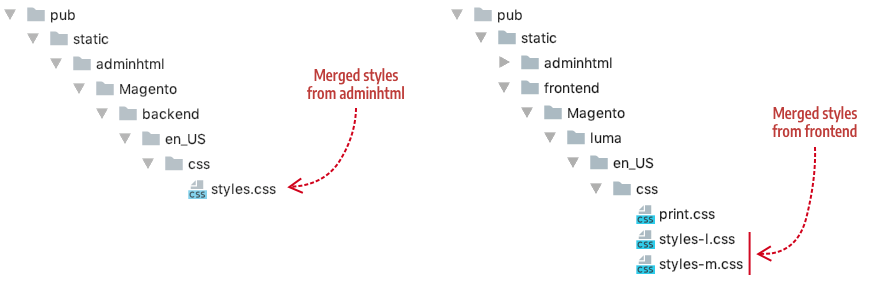 pub
static
adminhtml
Magento
backend
en_US
css
css styles.css
Merged styles
from adminhtml
pub
static
adminhtml
frontend
Magento
luma
en_US
css
css print.css
css styles-l.css
css styles-m.css
Merged styles
from frontend